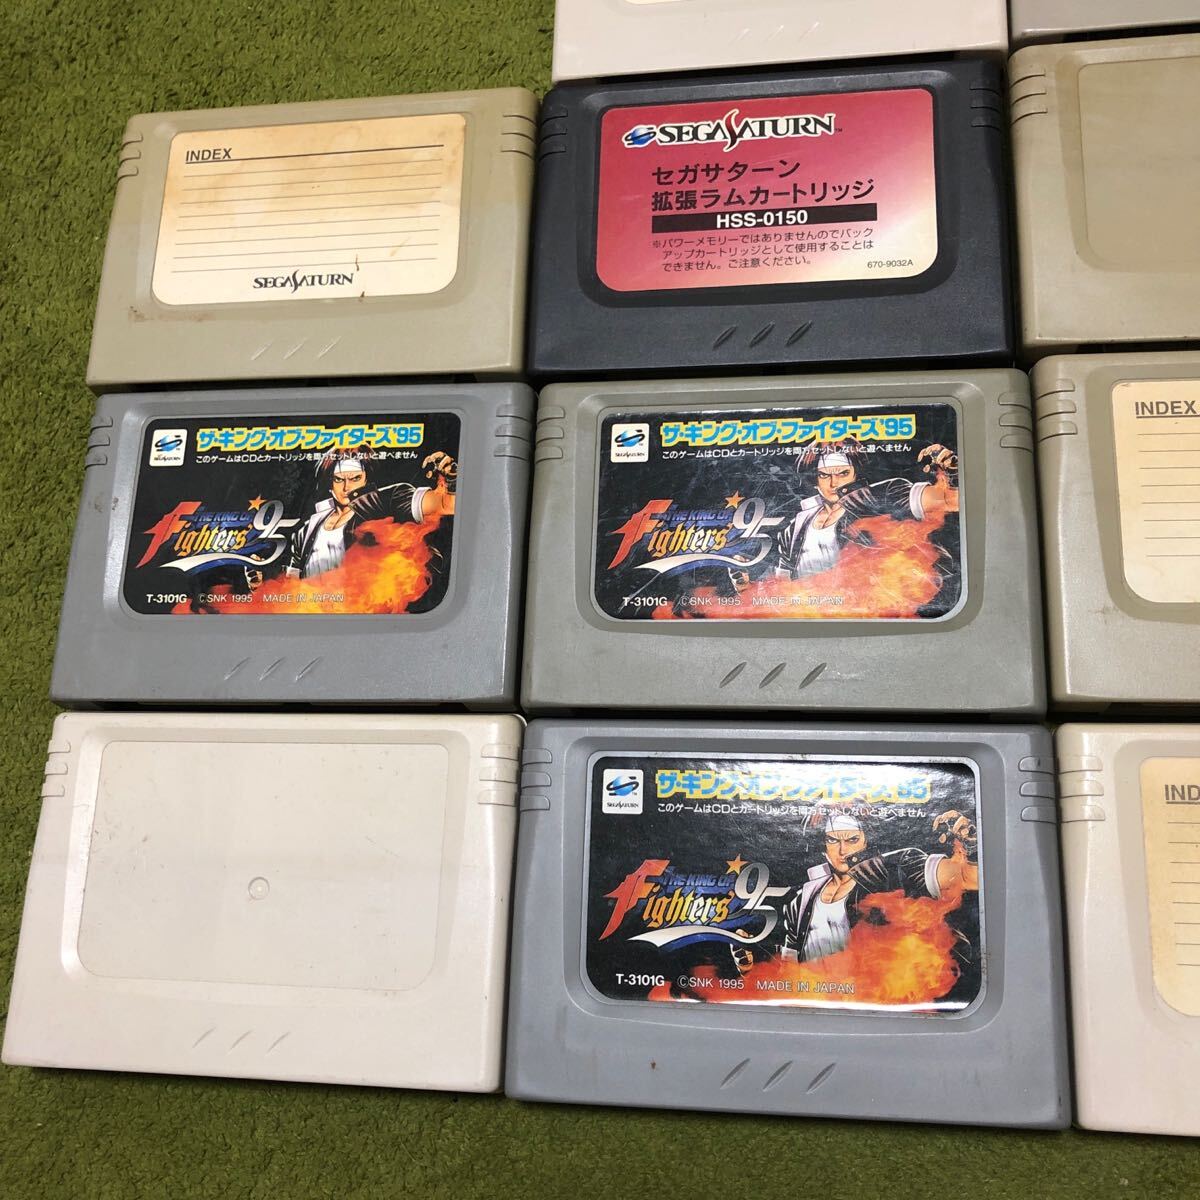 INDEX
SEGA SATURN
SEGA SATURN™
セガサターン
拡張ラムカートリッジ
HSS-0150
※パワーメモリーではありませんのでバック
アップカートリッジとして使用することは
できません。ご注意ください。
670-9032A
ザ・キング・オブ・ファイターズ'95
このゲームはCDとカートリッジを両方セットしないと遊べません
SEGA SATURN
THE KING OF
Fighters '95
T-3101G ©SNK 1995 MADE IN JAPAN
ザ・キング・オブ・ファイターズ'95
このゲームはCDとカートリッジを両方セットしないと遊べません
SEGA SATURN
THE KING OF
Fighters '95
T-3101G ©SNK 1995 MADE IN JAPAN
INDEX
ザ・キング・オブ・ファイターズ'95
このゲームはCDとカートリッジを両方セットしないと遊べません
SEGA SATURN
THE KING OF
Fighters '95
T-3101G ©SNK 1995 MADE IN JAPAN
IND